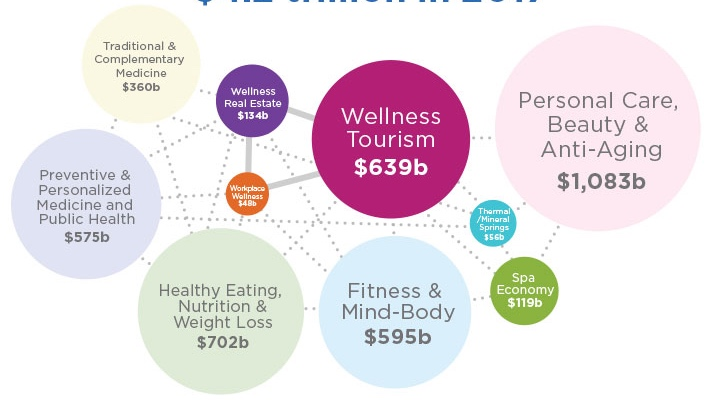 Traditional &
Complementary
Medicine
$360b
Wellness
Real Estate
$134b
Wellness
Tourism
$639b
Personal Care,
Beauty &
Anti-Aging
$1,083b
Preventive &
Personalized
Medicine and
Public Health
$575b
Workplace
Wellness
$48b
Thermal
/Mineral
Springs
$56b
Spa
Economy
$119b
Healthy Eating,
Nutrition &
Weight Loss
$702b
Fitness &
Mind-Body
$595b